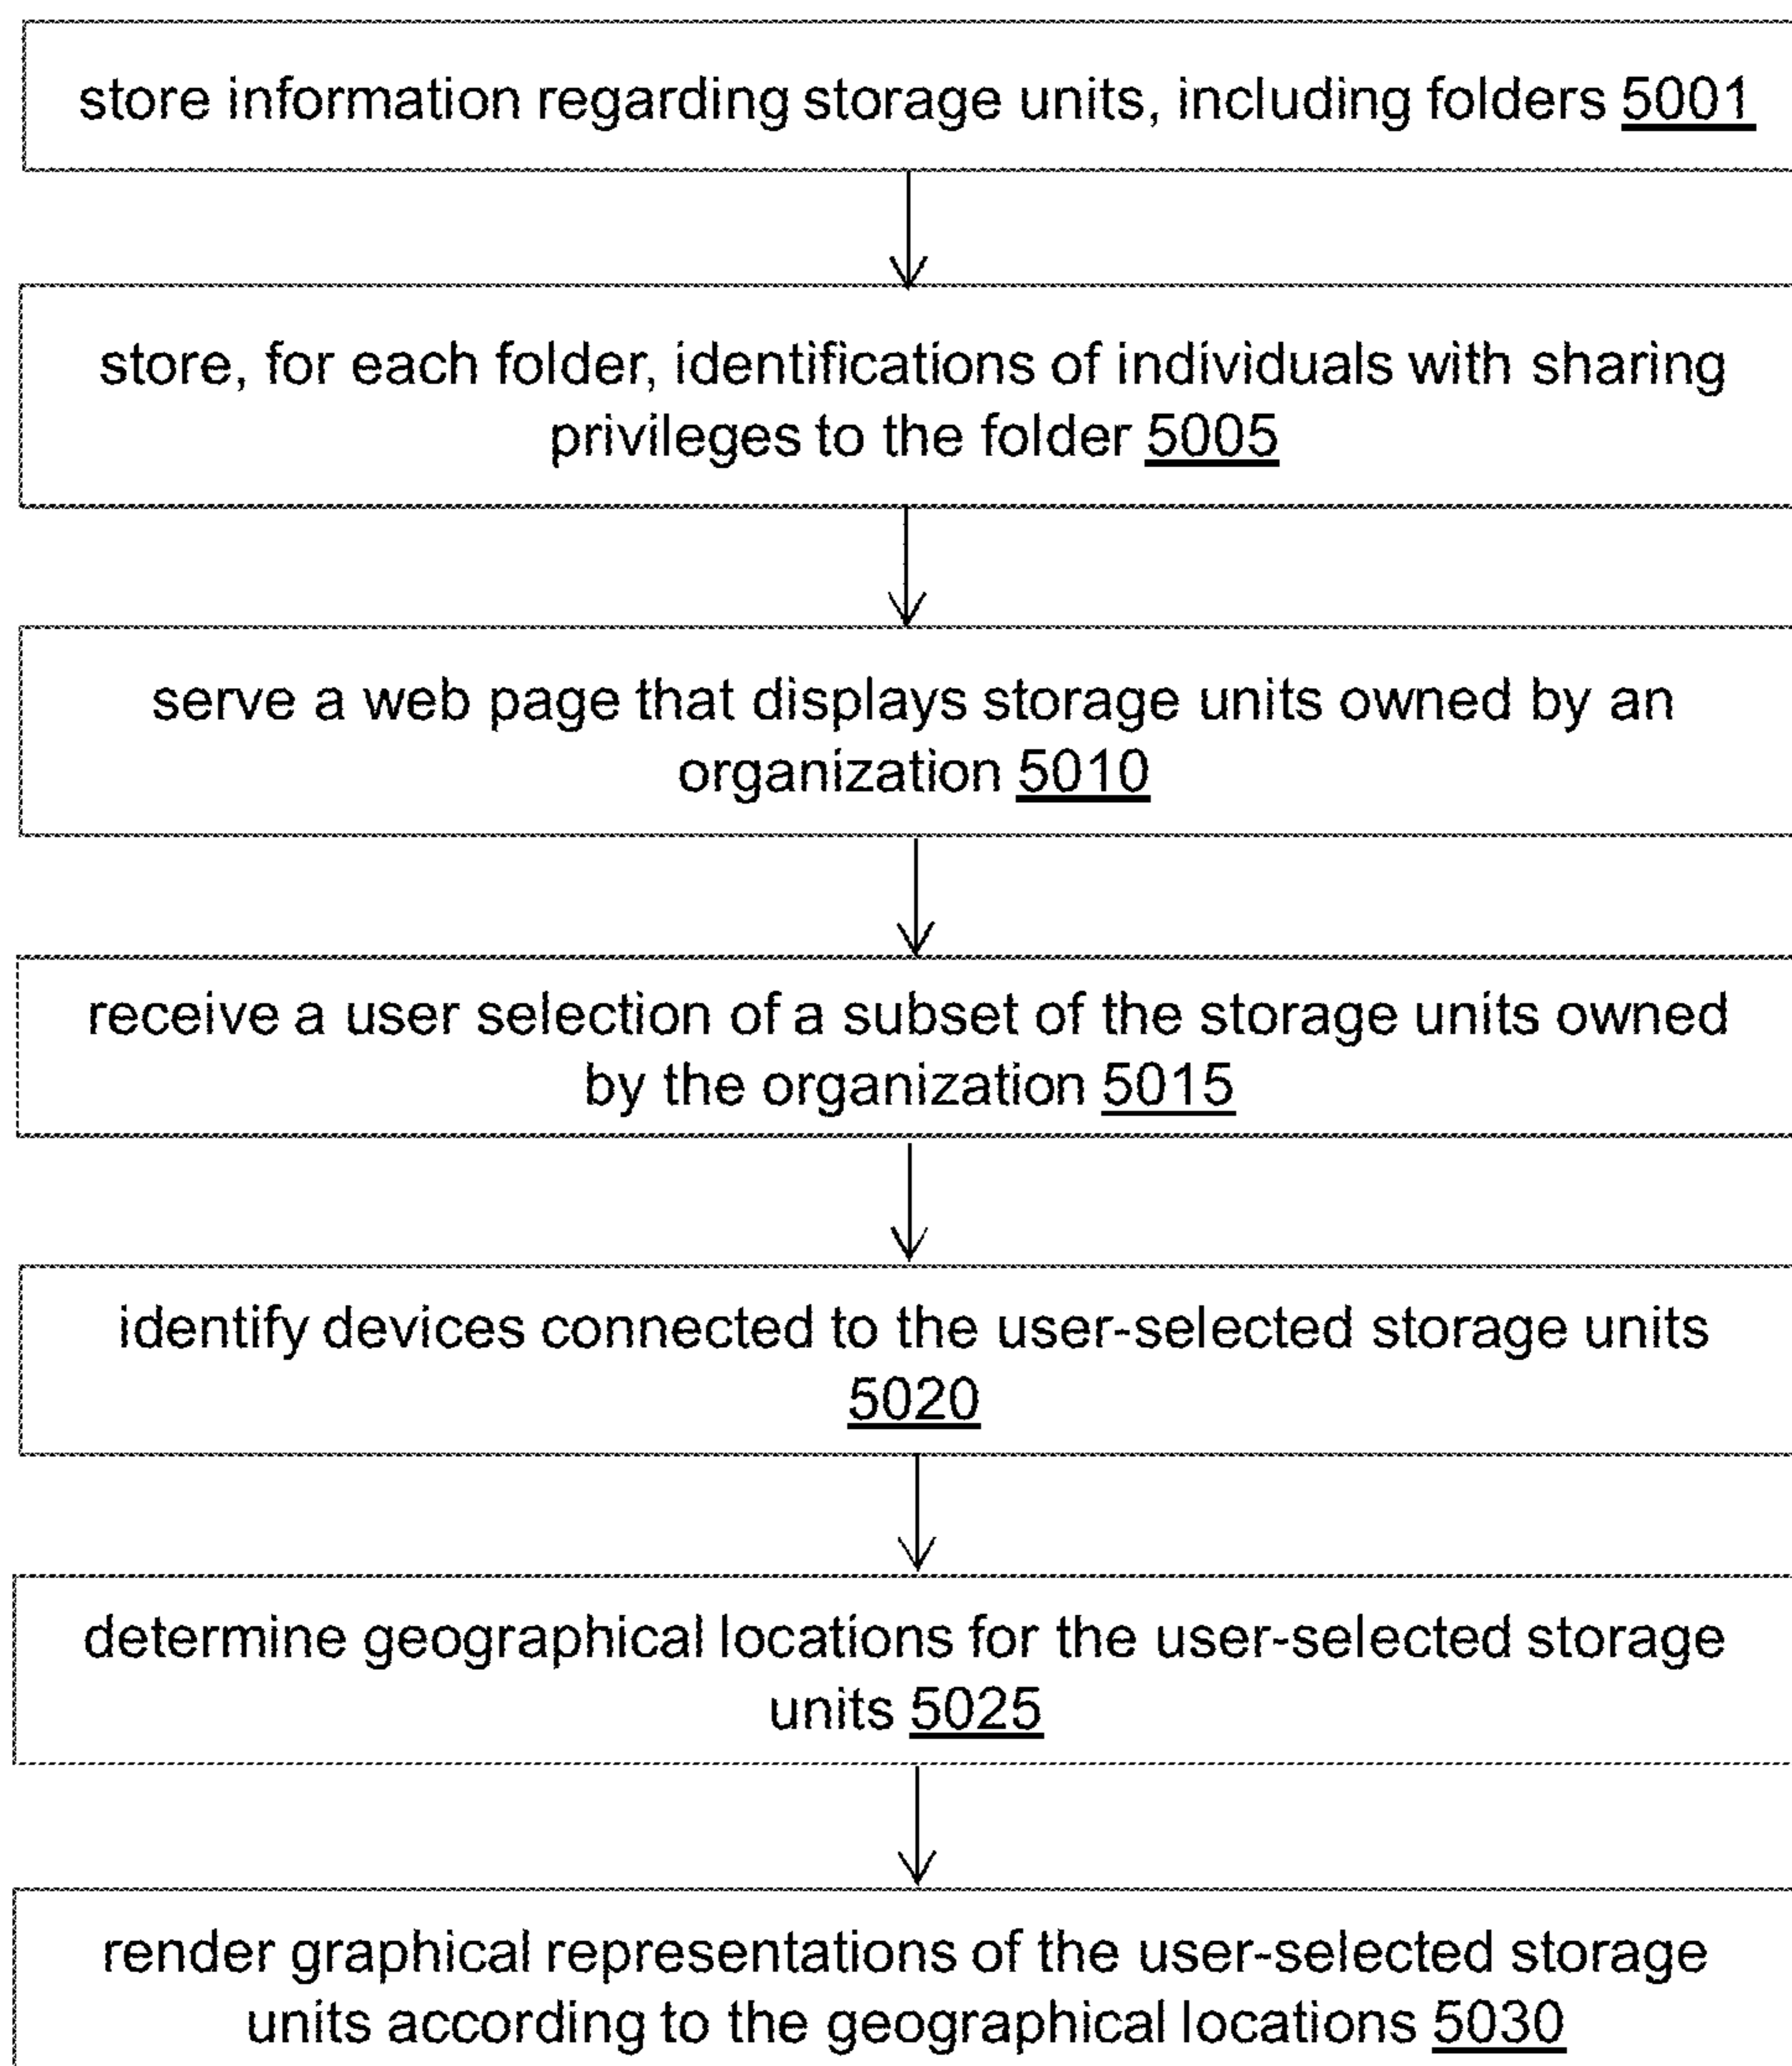 store information regarding storage units, including folders 5001
store, for each folder, identifications of individuals with sharing
privileges to the folder 5005
serve a web page that displays storage units owned by an
organization 5010
receive a user selection of a subset of the storage units owned
by the organization 5015
identify devices connected to the user-selected storage units
5020
determine geographical locations for the user-selected storage
units 5025
render graphical representations of the user-selected storage
units according to the geographical locations 5030